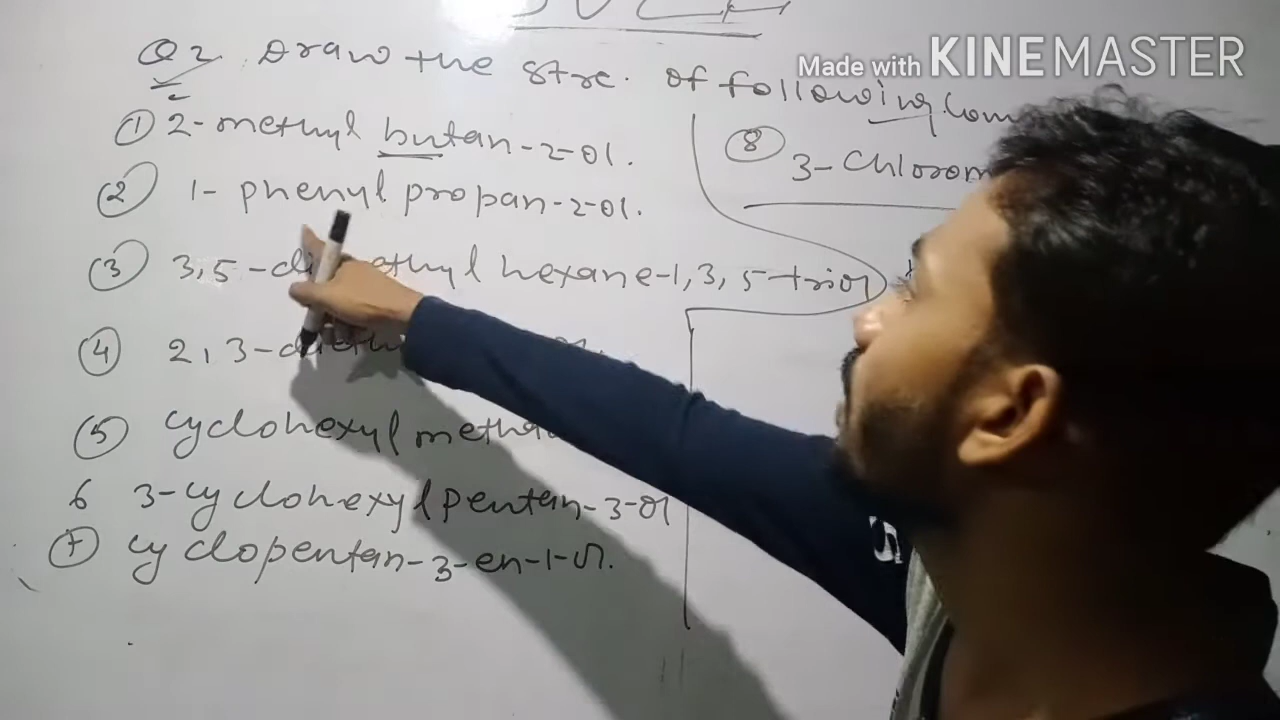 Made with KINEMASTER
Q2. Draw the stre. of following. Com
① 2-methyl butan-2-ol.
② 1-phenyl propan-2-ol.
③ 3,5-dimethyl hexane-1,3,5-triol
④ 2,3-di
⑤ cyclohexyl metha
6 3-cyclohexyl pentan-3-ol
⑦ cyclopentan-3-en-1-ol.
⑧ 3-Chlorom